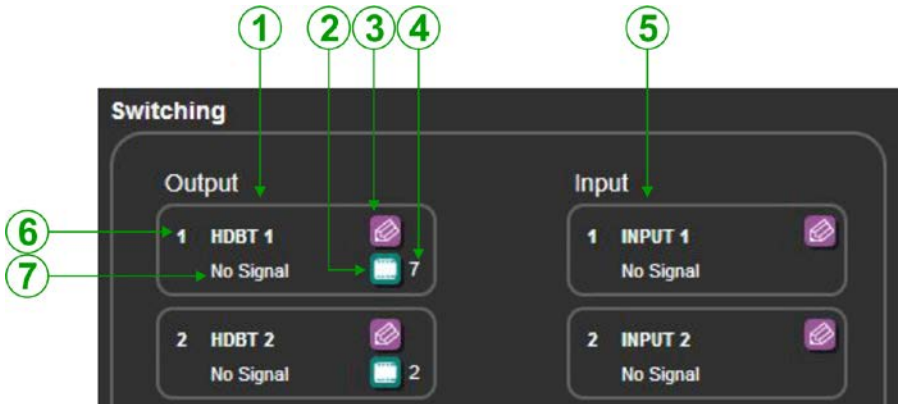 1 2 3 4 5
Switching
Output Input
6 1 HDBT 1 1 INPUT 1
7 No Signal 7 No Signal
2 HDBT 2 2 INPUT 2
No Signal 2 No Signal